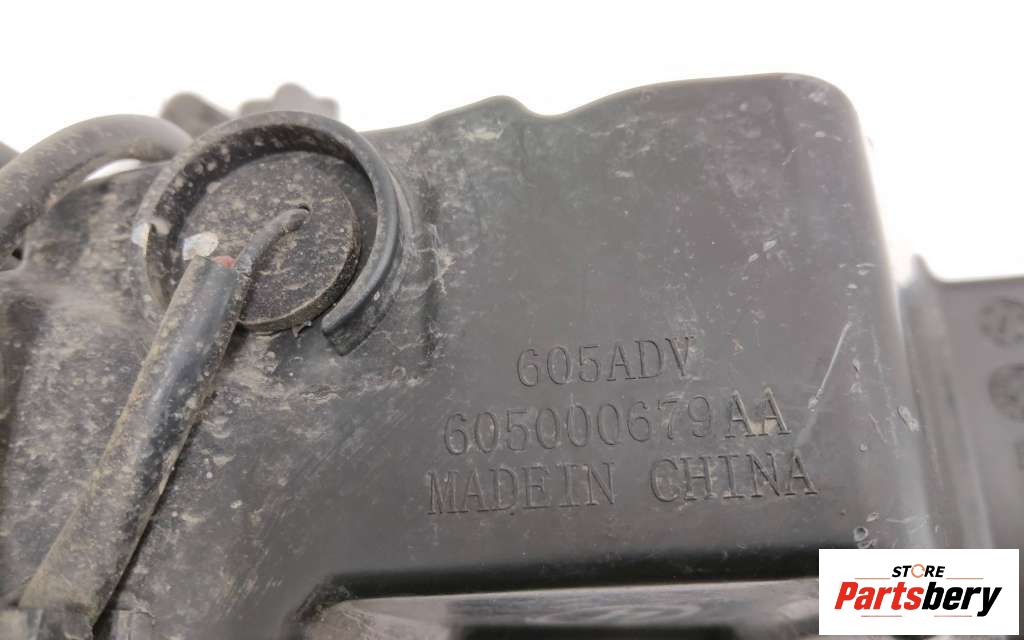 605ADV
605000679AA
MADE IN CHINA
STORE
Partsbery